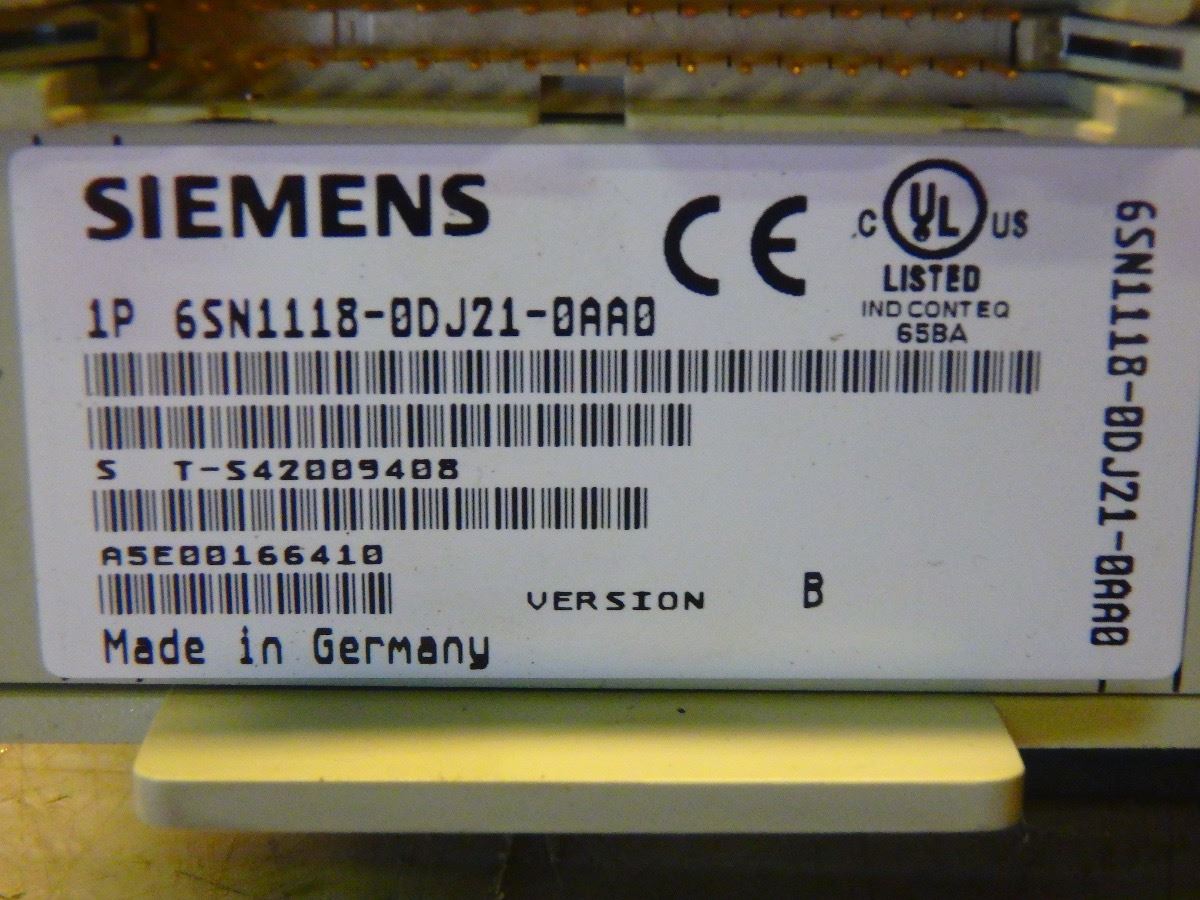 SIEMENS
CE
C UL US
LISTED
IND CONT EQ
65BA
1P 6SN1118-0DJ21-0AA0
S T-S42009408
A5E00166410
VERSION B
Made in Germany
6SN1118-0DJ21-0AA0